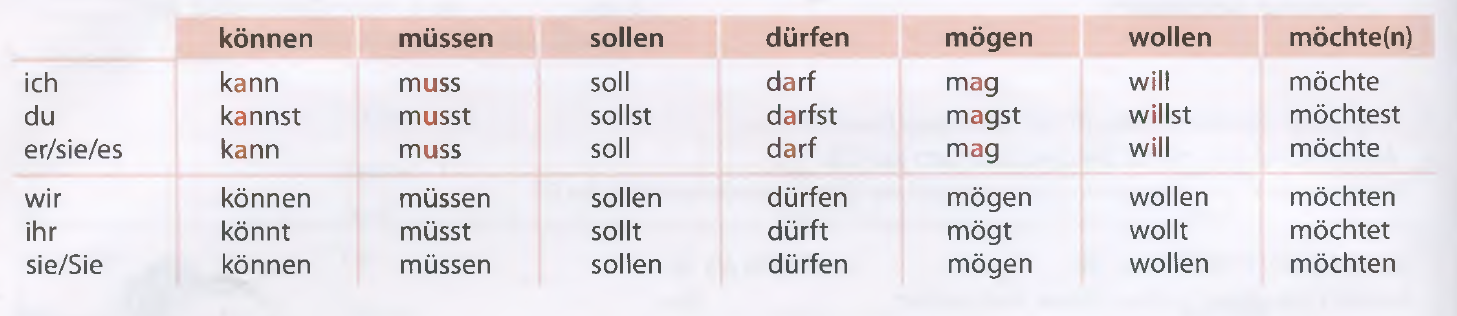 können müssen sollen dürfen mögen wollen möchte(n)
ich kann muss soll darf mag will möchte
du kannst musst sollst darfst magst willst möchtest
er/sie/es kann muss soll darf mag will möchte
wir können müssen sollen dürfen mögen wollen möchten
ihr könnt müsst sollt dürft mögt wollt möchtet
sie/Sie können müssen sollen dürfen mögen wollen möchten